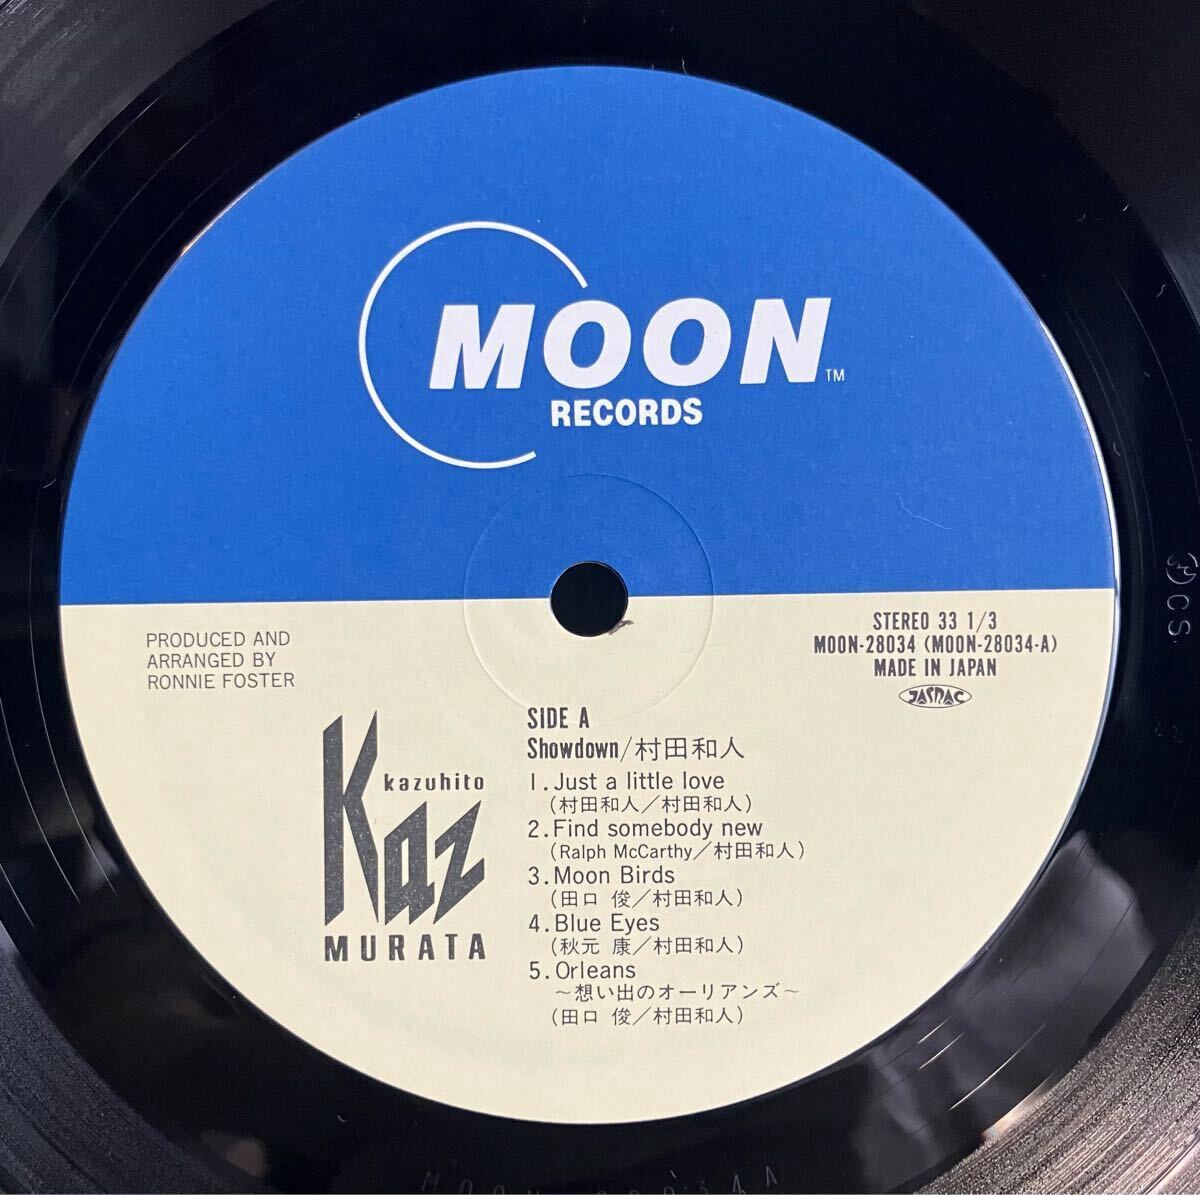 MOON™
RECORDS
PRODUCED AND
ARRANGED BY
RONNIE FOSTER
STEREO 33 1/3
MOON-28034 (MOON-28034-A)
MADE IN JAPAN
JASRAC
kazuhito
Kaz
MURATA
SIDE A
Showdown/村田和人
1.Just a little love
(村田和人/村田和人)
2.Find somebody new
(Ralph McCarthy/村田和人)
3.Moon Birds
(田口 俊/村田和人)
4.Blue Eyes
(秋元 康/村田和人)
5.Orleans
~想い出のオーリアンズ~
(田口 俊/村田和人)
CS
MOON 28034A